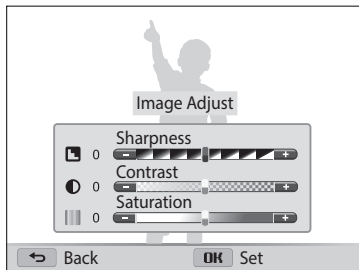 Image Adjust
Sharpness
0 - +
Contrast
0 - +
Saturation
0 - +
Back OK Set